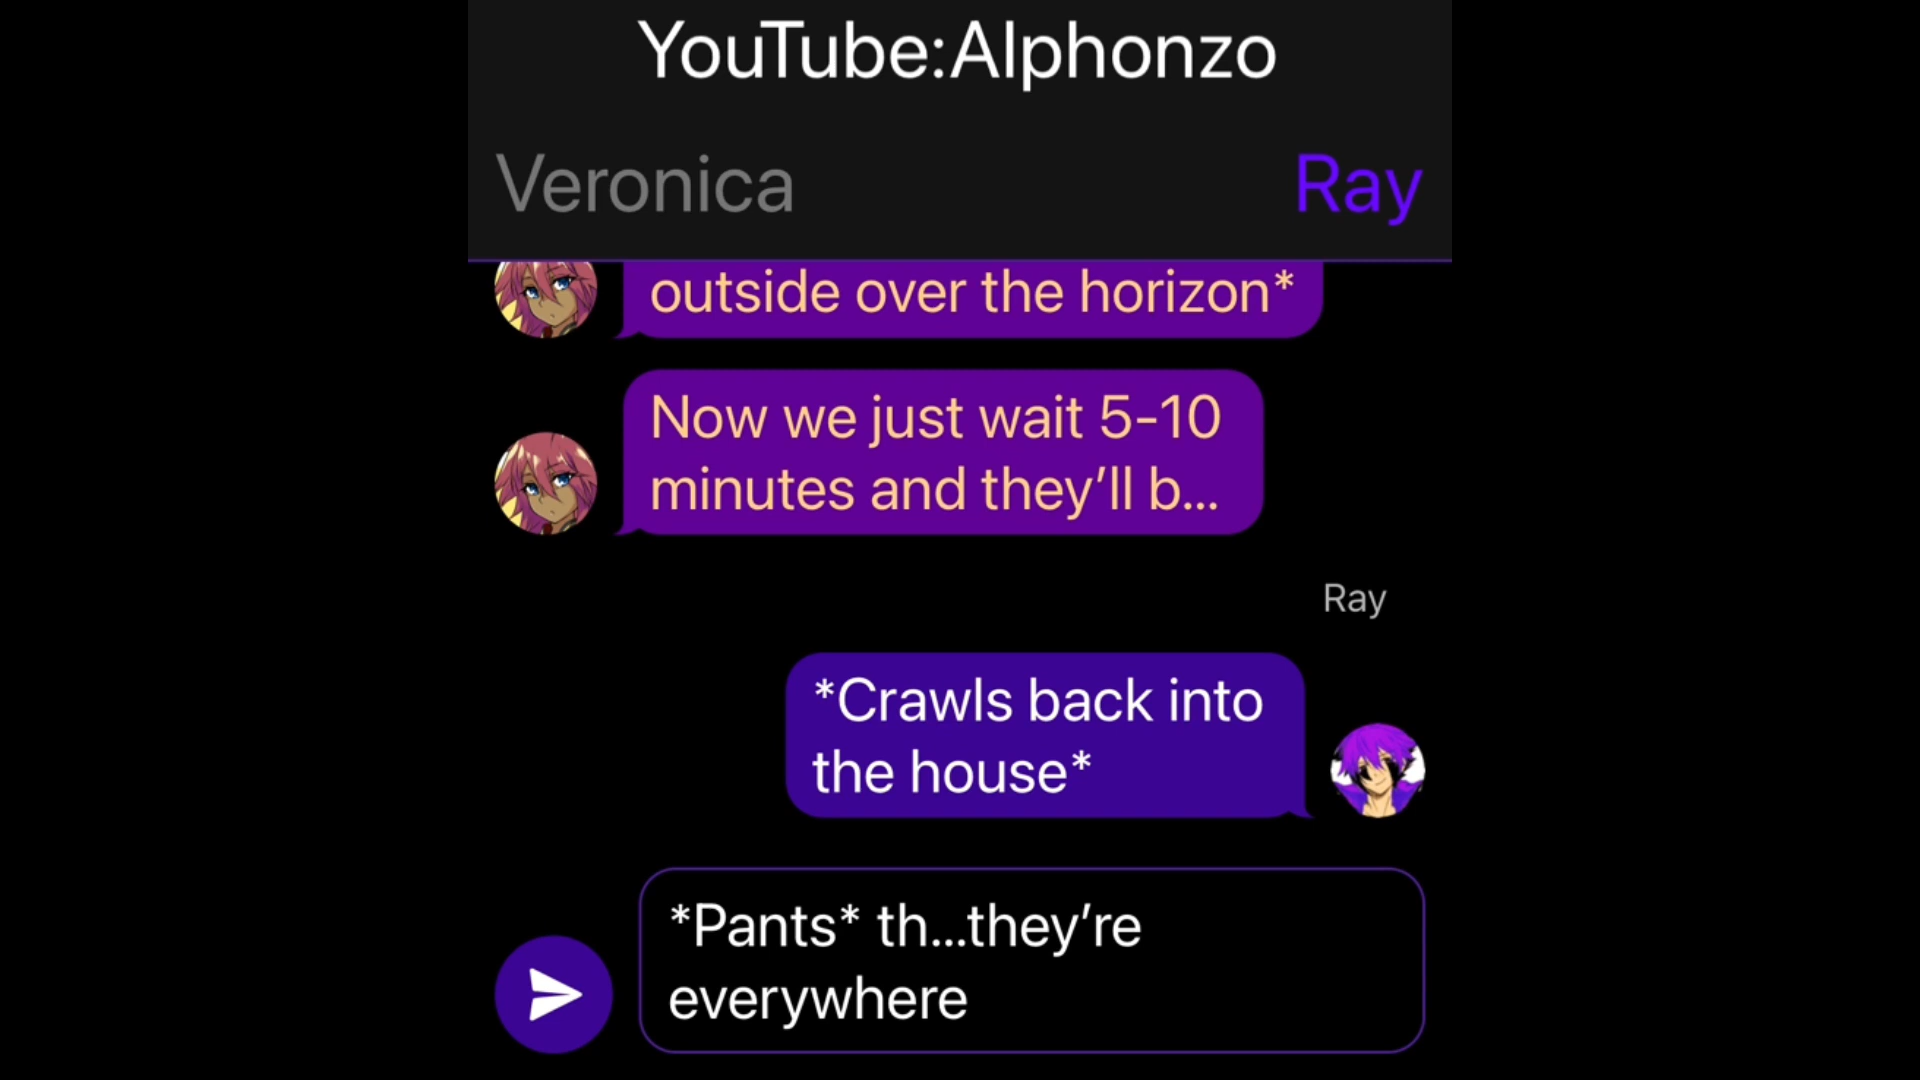 YouTube:Alphonzo
Veronica
Ray
outside over the horizon*
Now we just wait 5-10
minutes and they’ll b...
Ray
*Crawls back into
the house*
*Pants* th...they’re
everywhere